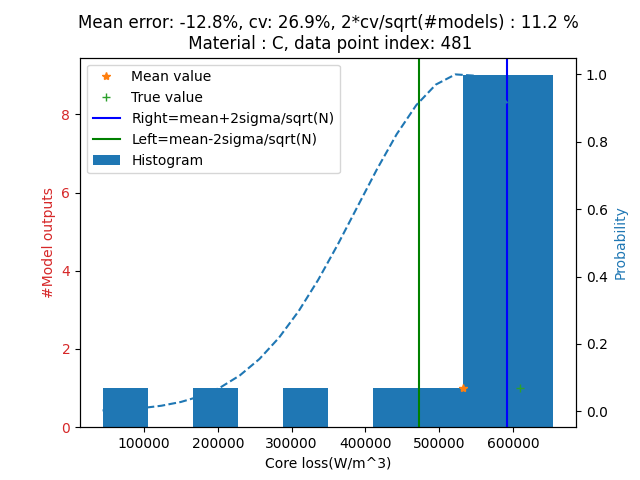 Mean error: -12.8%, cv: 26.9%, 2*cv/sqrt(#models) : 11.2 %
Material : C, data point index: 481
Mean value
True value
Right=mean+2sigma/sqrt(N)
Left=mean-2sigma/sqrt(N)
Histogram
#Model outputs
8
6
4
2
0
1.0
0.8
0.6
0.4
0.2
0.0
Probability
100000 200000 300000 400000 500000 600000
Core loss(W/m^3)